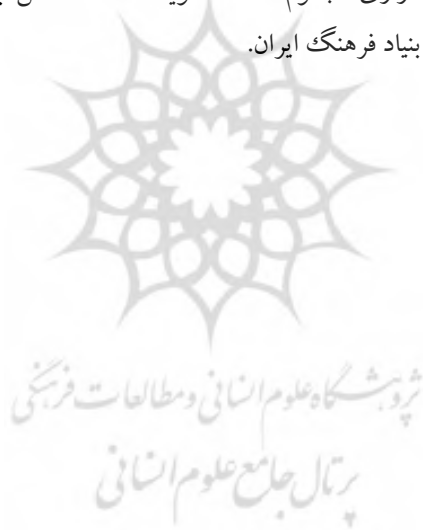 بنیاد فرهنگ ایران.
پژوهشگاه علوم انسانی و مطالعات فرهنگی
پرتال جامع علوم انسانی